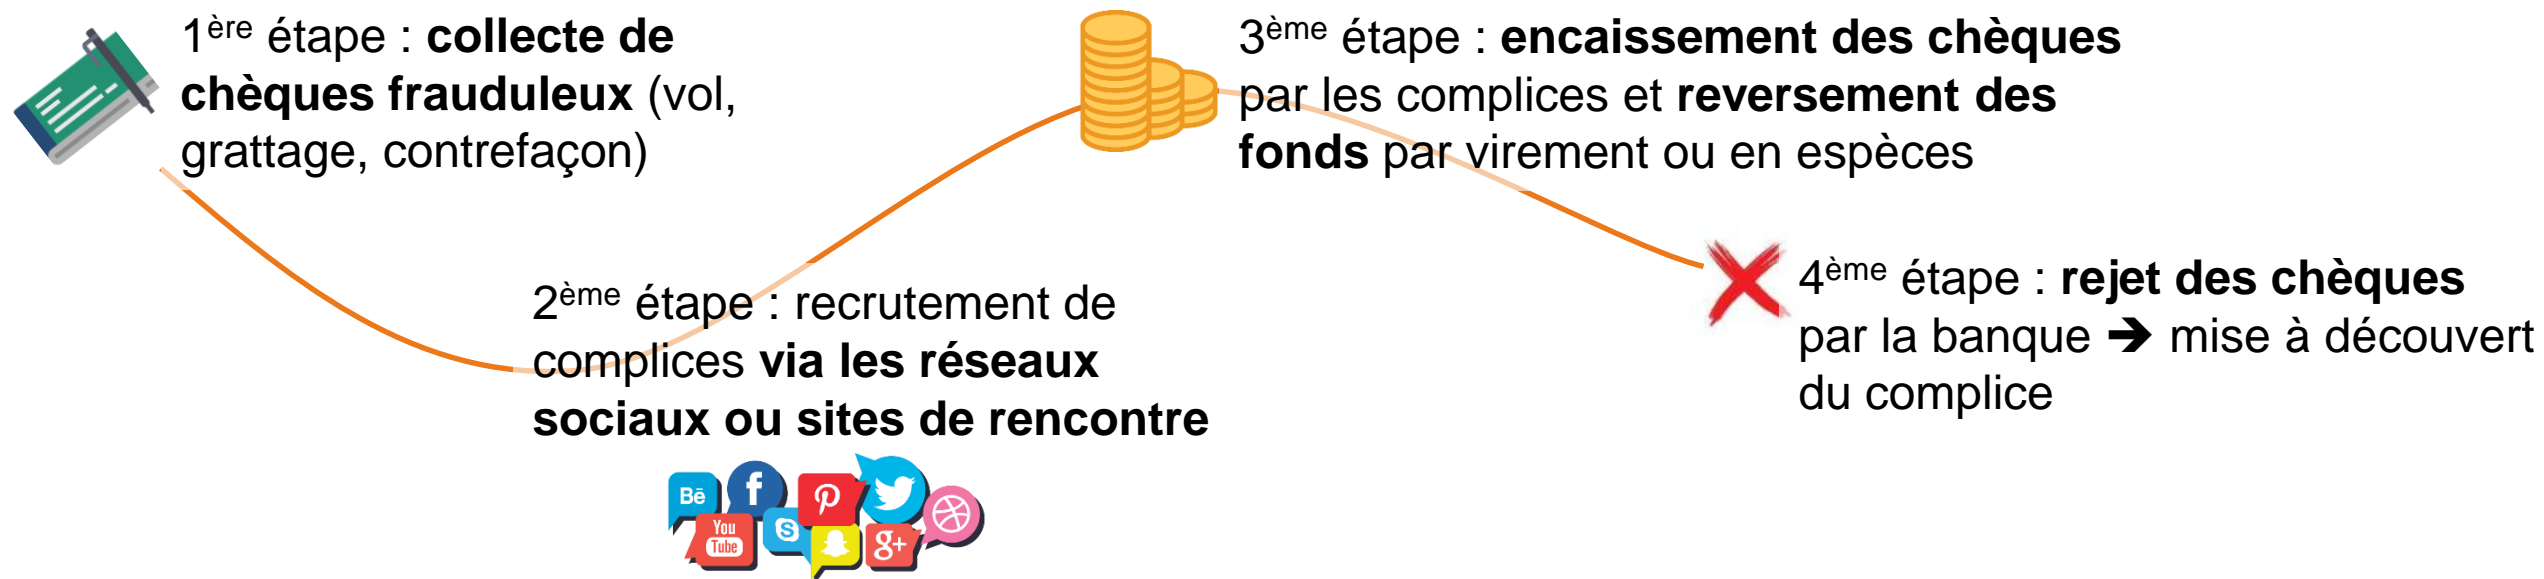 1ère étape : collecte de
chèques frauduleux (vol,
grattage, contrefaçon)
2ème étape : recrutement de
complices via les réseaux
sociaux ou sites de rencontre
Bē
f
You
Tube
S
g+
3ème étape : encaissement des chèques
par les complices et reversement des
fonds par virement ou en espèces
4ème étape : rejet des chèques
par la banque ➔ mise à découvert
du complice